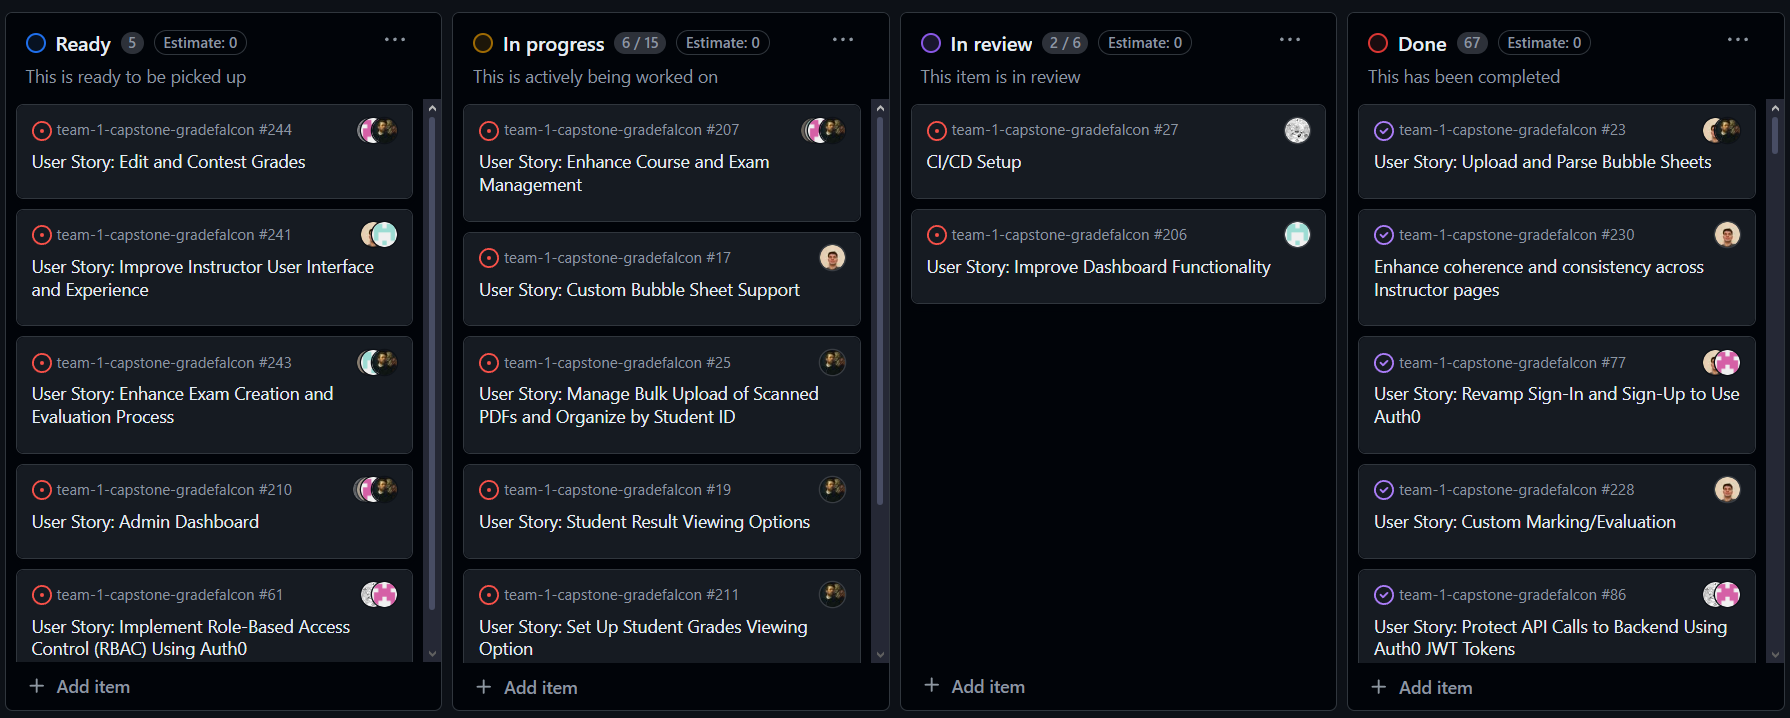 Ready 5 Estimate: 0
This is ready to be picked up
team-1-capstone-gradefalcon #244
User Story: Edit and Contest Grades
team-1-capstone-gradefalcon #241
User Story: Improve Instructor User Interface
and Experience
team-1-capstone-gradefalcon #243
User Story: Enhance Exam Creation and
Evaluation Process
team-1-capstone-gradefalcon #210
User Story: Admin Dashboard
team-1-capstone-gradefalcon #61
User Story: Implement Role-Based Access
Control (RBAC) Using Auth0
Add item
In progress 6 / 15 Estimate: 0
This is actively being worked on
team-1-capstone-gradefalcon #207
User Story: Enhance Course and Exam
Management
team-1-capstone-gradefalcon #17
User Story: Custom Bubble Sheet Support
team-1-capstone-gradefalcon #25
User Story: Manage Bulk Upload of Scanned
PDFs and Organize by Student ID
team-1-capstone-gradefalcon #19
User Story: Student Result Viewing Options
team-1-capstone-gradefalcon #211
User Story: Set Up Student Grades Viewing
Option
Add item
In review 2 / 6 Estimate: 0
This item is in review
team-1-capstone-gradefalcon #27
CI/CD Setup
team-1-capstone-gradefalcon #206
User Story: Improve Dashboard Functionality
Add item
Done 67 Estimate: 0
This has been completed
team-1-capstone-gradefalcon #23
User Story: Upload and Parse Bubble Sheets
team-1-capstone-gradefalcon #230
Enhance coherence and consistency across
Instructor pages
team-1-capstone-gradefalcon #77
User Story: Revamp Sign-In and Sign-Up to Use
Auth0
team-1-capstone-gradefalcon #228
User Story: Custom Marking/Evaluation
team-1-capstone-gradefalcon #86
User Story: Protect API Calls to Backend Using
Auth0 JWT Tokens
Add item